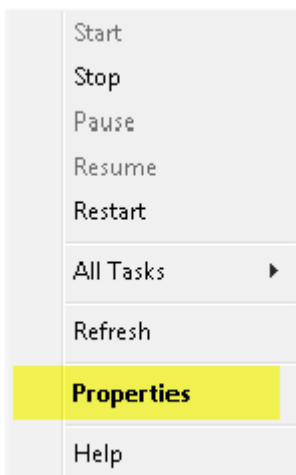 Start
Stop
Pause
Resume
Restart
All Tasks
Refresh
Properties
Help